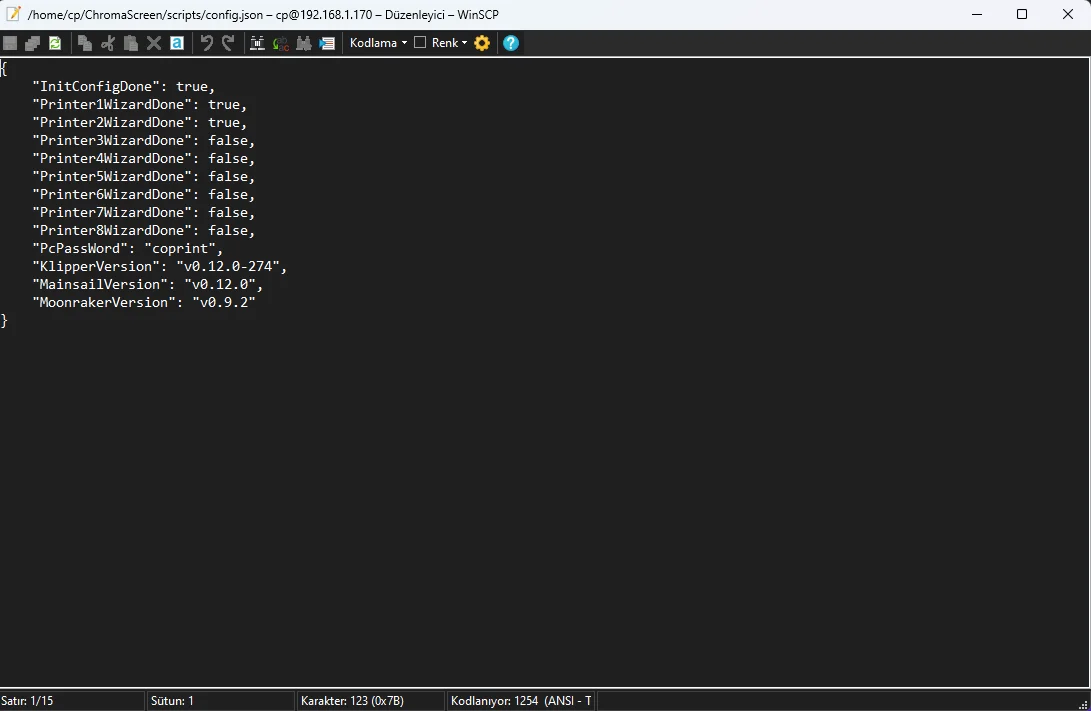 /home/cp/ChromaScreen/scripts/config.json – cp@192.168.1.170 – Düzenleyici – WinSCP
Kodlama Renk
{
    "InitConfigDone": true,
    "Printer1WizardDone": true,
    "Printer2WizardDone": true,
    "Printer3WizardDone": false,
    "Printer4WizardDone": false,
    "Printer5WizardDone": false,
    "Printer6WizardDone": false,
    "Printer7WizardDone": false,
    "Printer8WizardDone": false,
    "PcPassWord": "coprint",
    "KlipperVersion": "v0.12.0-274",
    "MainsailVersion": "v0.12.0",
    "MoonrakerVersion": "v0.9.2"
}
Satır: 1/15 Sütun: 1 Karakter: 123 (0x7B) Kodlanıyor: 1254 (ANSI - T